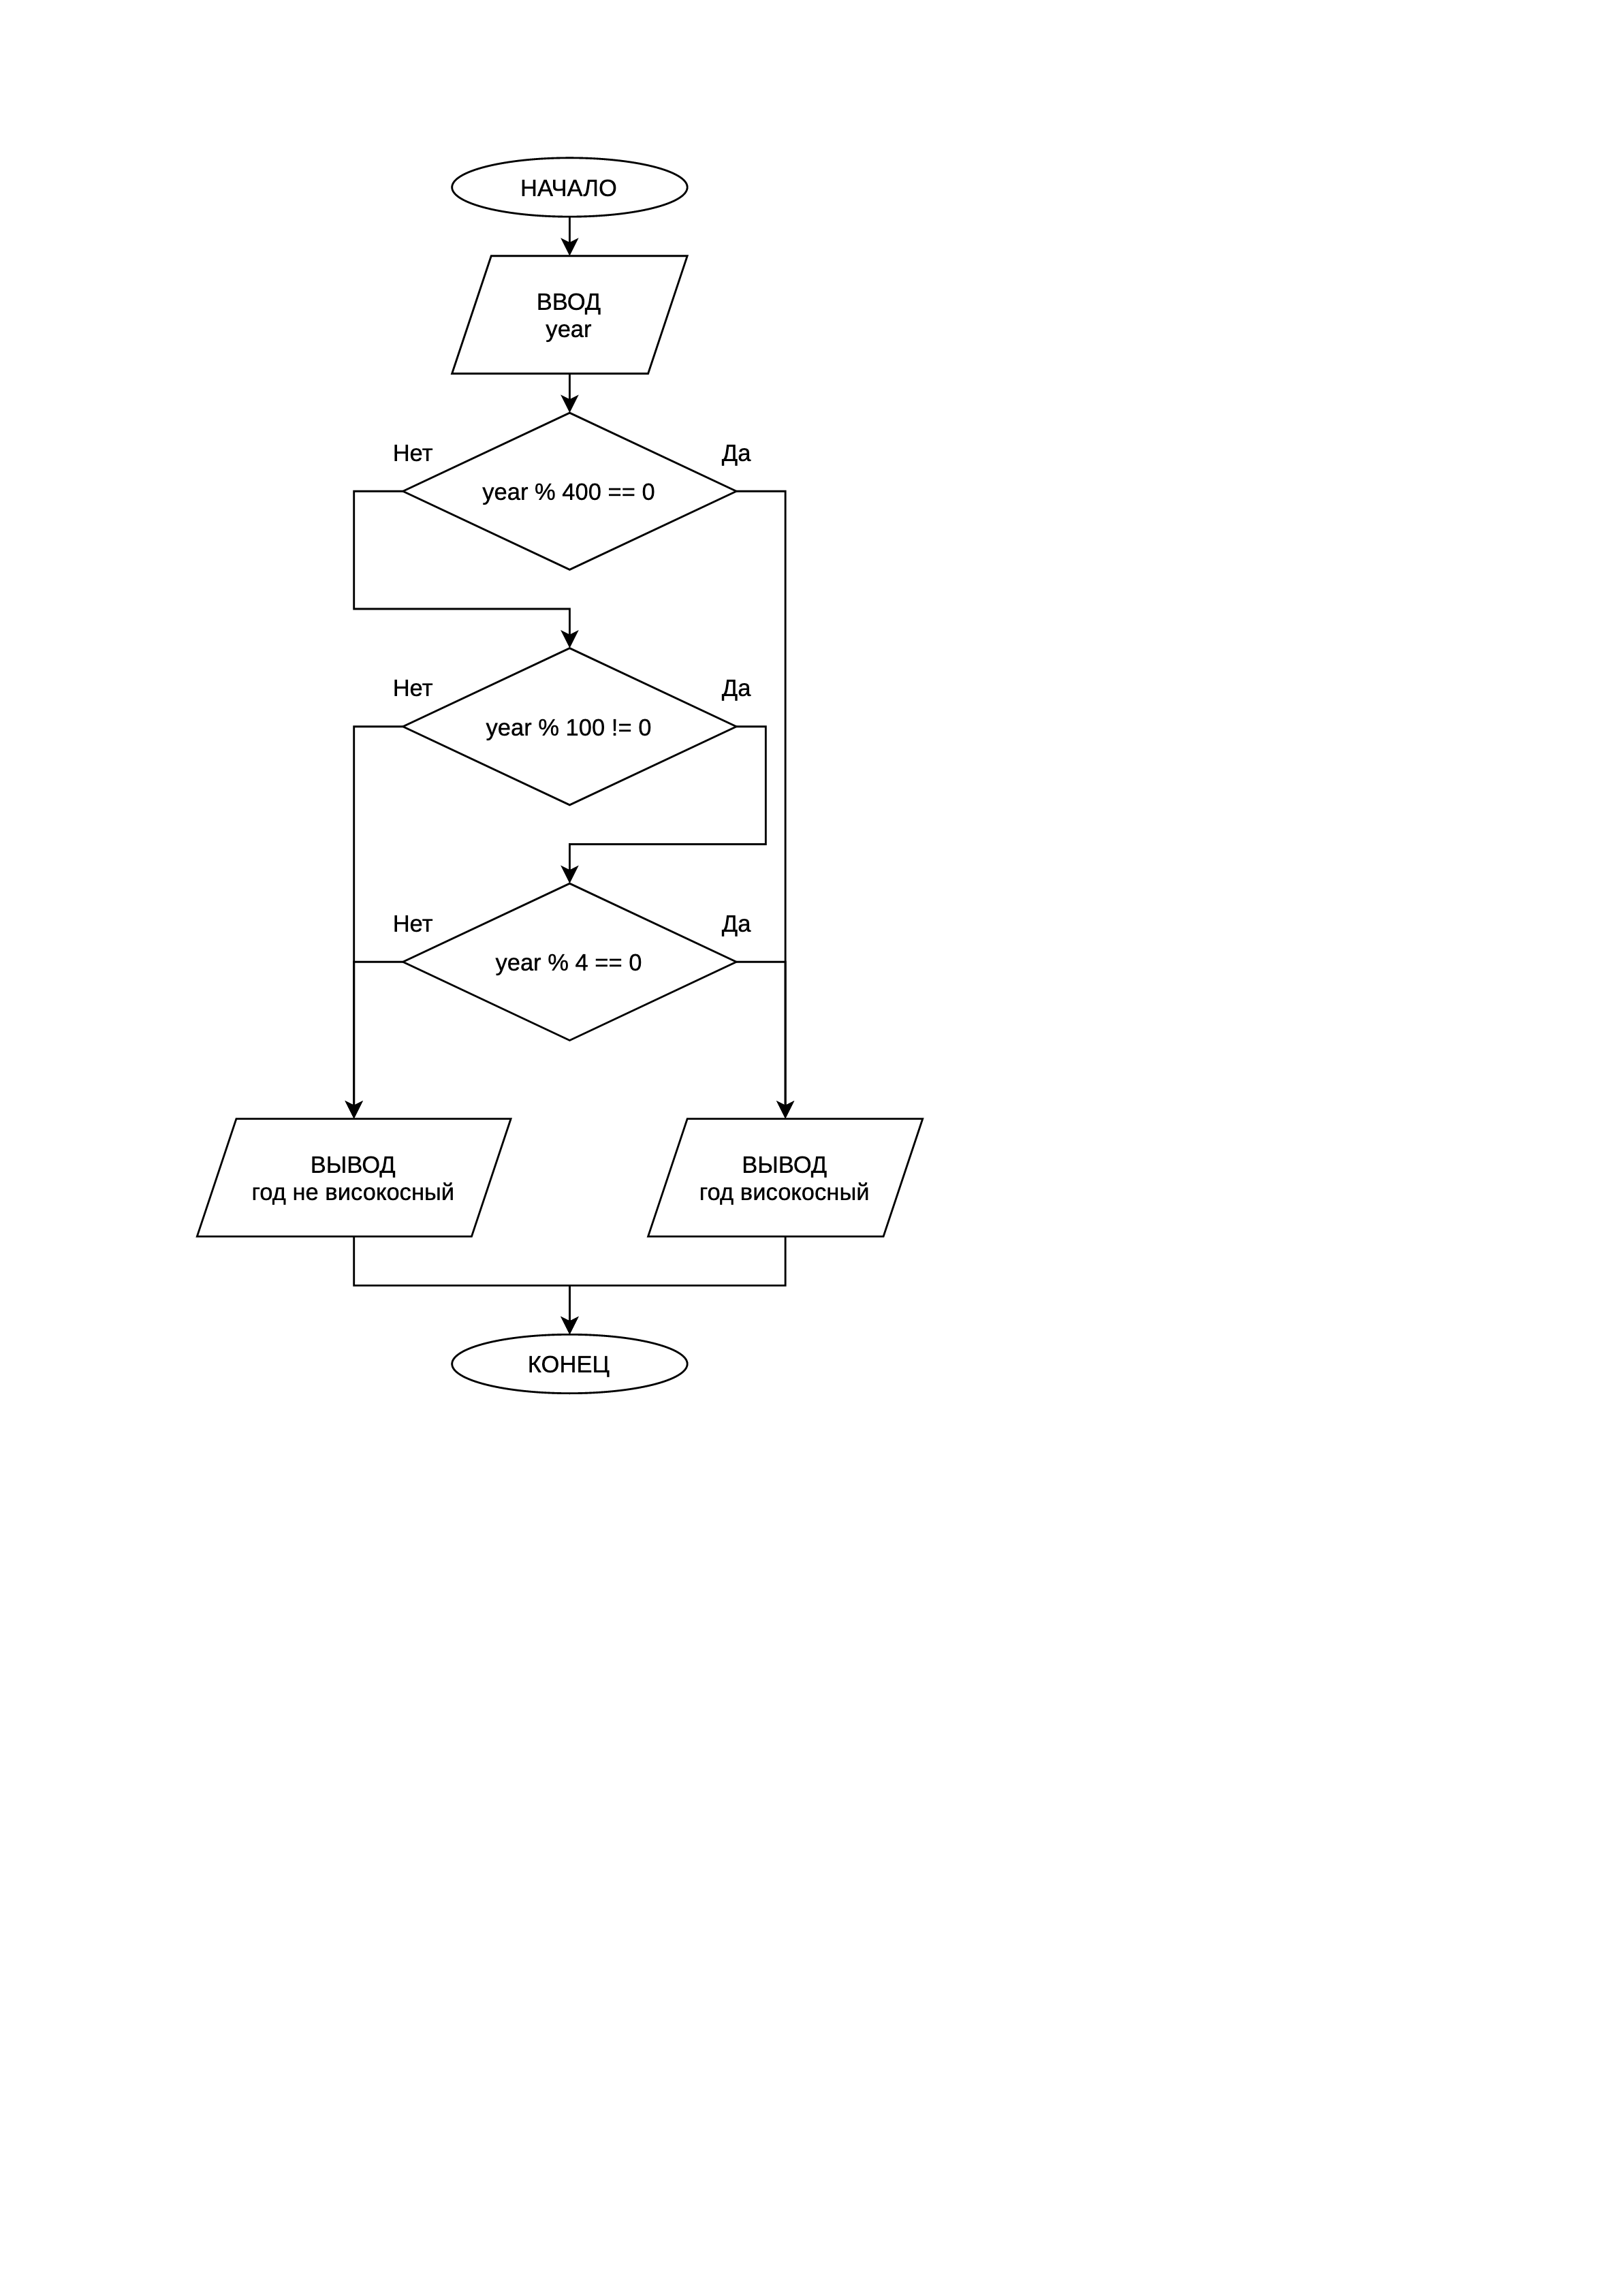 НАЧАЛО
ВВОД
year
Нет
Да
year % 400 == 0
Нет
Да
year % 100 != 0
Нет
Да
year % 4 == 0
ВЫВОД
год не високосный
ВЫВОД
год високосный
КОНЕЦ